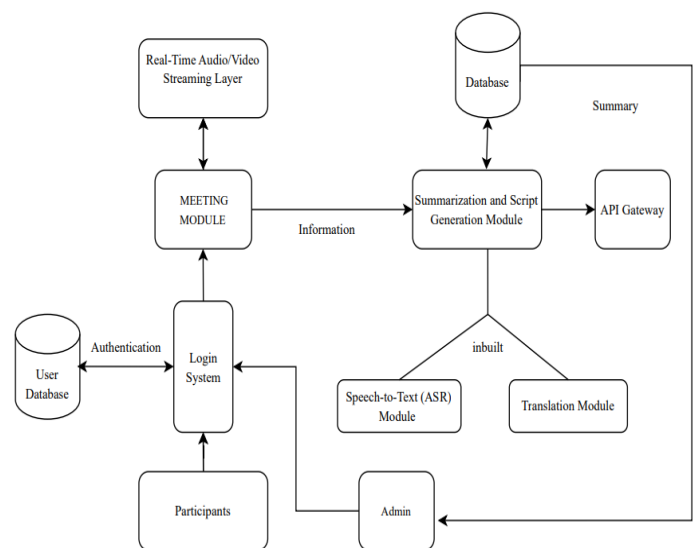 Real-Time Audio/Video
Streaming Layer
Database
Summary
MEETING
MODULE
Information
Summarization and Script
Generation Module
API Gateway
Authentication
User
Database
Login
System
inbuilt
Speech-to-Text (ASR)
Module
Translation Module
Participants
Admin